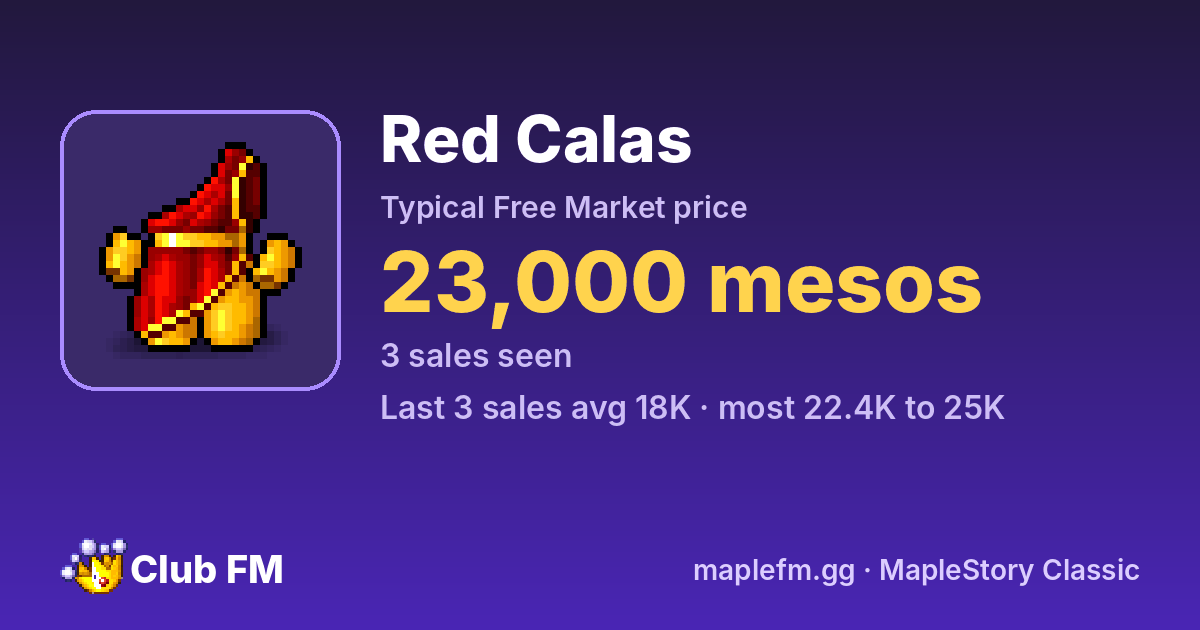 Red Calas
Typical Free Market price
23,000 mesos
3 sales seen
Last 3 sales avg 18K · most 22.4K to 25K
Club FM
maplefm.gg · MapleStory Classic